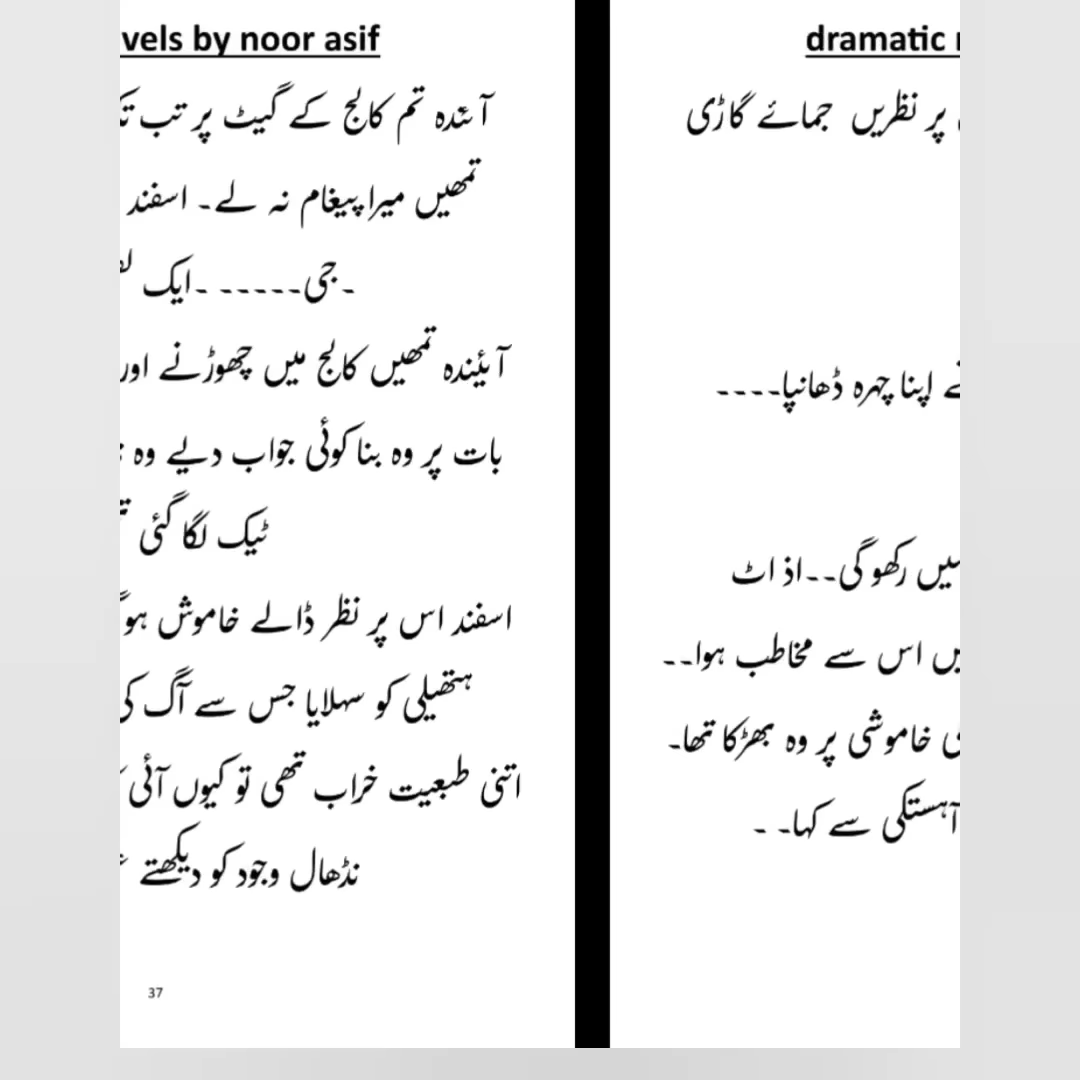 vels by noor asif
آئندہ تم کالج کے گیٹ پر تب
تمھیں میرا پیغام نہ لے۔ اسفند
۔جی۔۔۔۔۔۔ ۔ایک
آیئندہ تمھیں کالج میں چھوڑنے اور
بات پر وہ بنا کوئی جواب دیے وہ
ٹیک لگا گئی
اسفند اس پر نظر ڈالے خاموش
ہتھیلی کو سہلایا جس سے آگ کی
اتنی طبعیت خراب تھی تو کیوں آئی
نڈھال وجود کو دیکھتے
37
dramatic
پر نظریں جمائے گاڑی
اپنا چہرہ ڈھانپا۔۔۔۔
رکھو گی۔۔اذ اٹ
اس سے مخاطب ہوا۔۔
خاموشی پر وہ بھڑکا تھا۔
آہستگی سے کہا۔ ۔